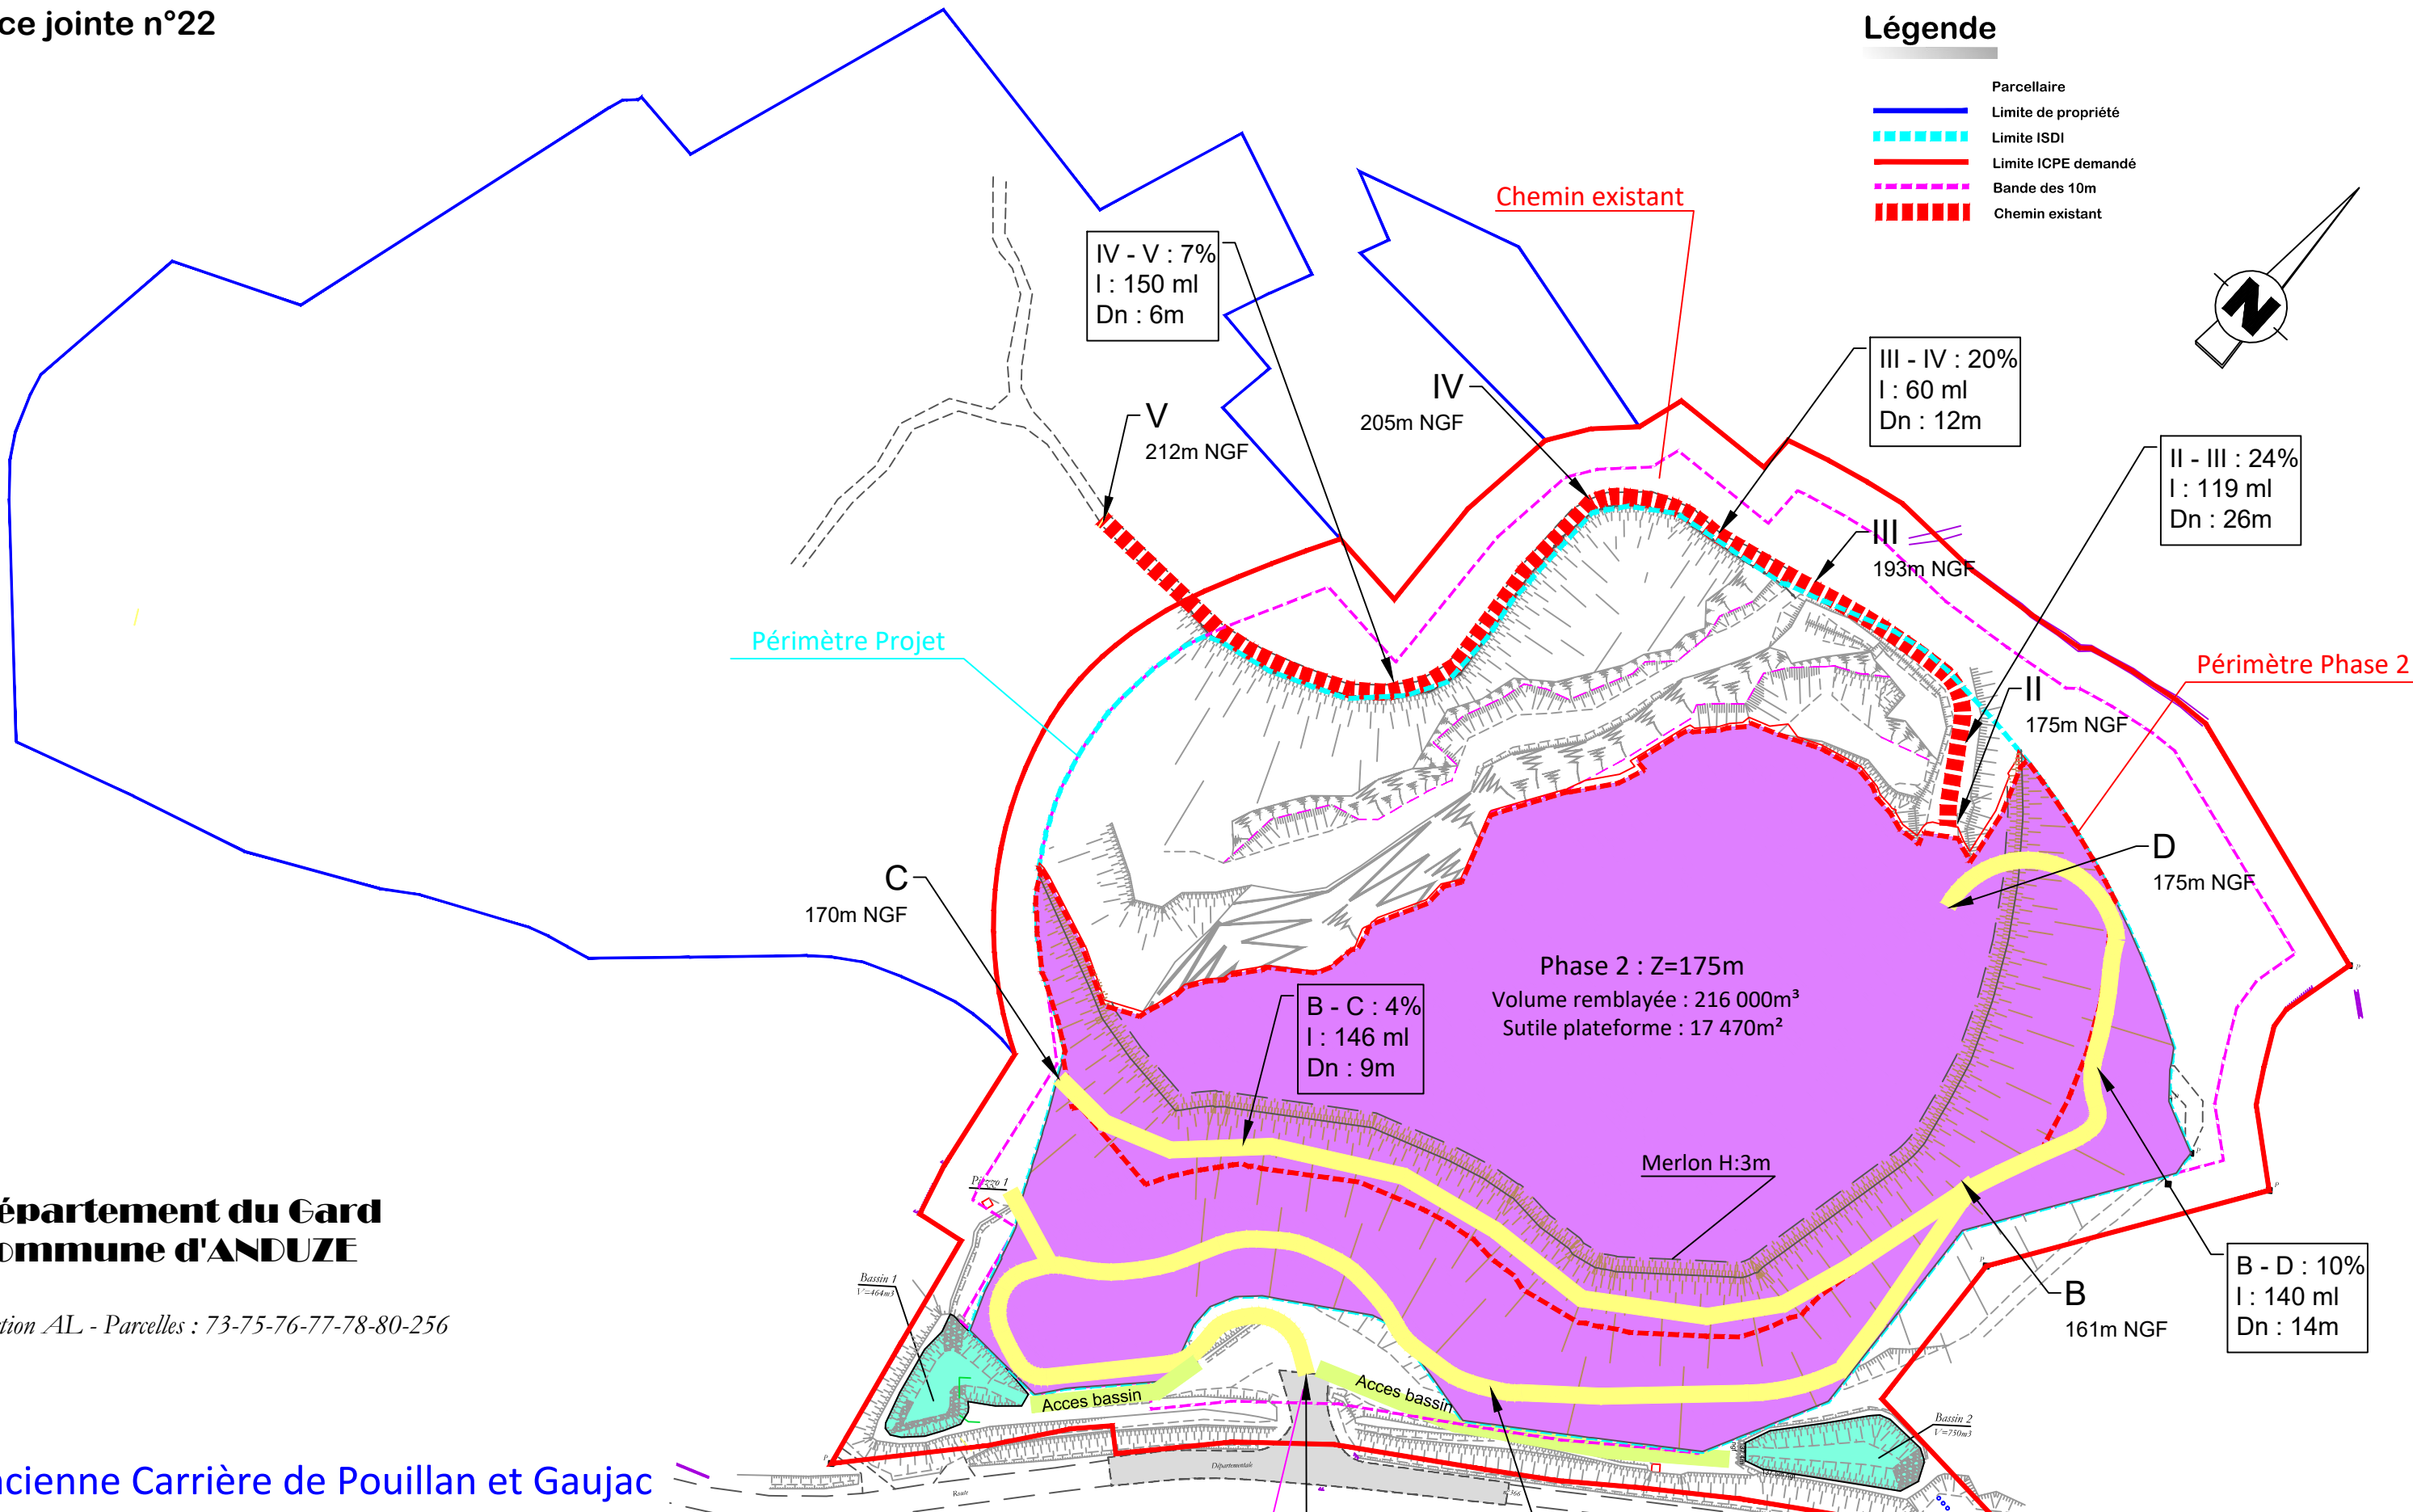 ce jointe n°22
Légende
Parcellaire
Limite de propriété
Limite ISDI
Limite ICPE demandé
Bande des 10m
Chemin existant
N
Chemin existant
IV - V : 7%
l : 150 ml
Dn : 6m
III - IV : 20%
l : 60 ml
Dn : 12m
IV
205m NGF
V
212m NGF
II - III : 24%
l : 119 ml
Dn : 26m
III
193m NGF
Périmètre Projet
Périmètre Phase 2
II
175m NGF
D
175m NGF
C
170m NGF
Phase 2 : Z=175m
Volume remblayée : 216 000m³
Sutile plateforme : 17 470m²
B - C : 4%
l : 146 ml
Dn : 9m
Merlon H:3m
épartement du Gard
ommune d'ANDUZE
Bassin 1
V=464m3
B - D : 10%
l : 140 ml
Dn : 14m
B
161m NGF
tion AL - Parcelles : 73-75-76-77-78-80-256
Acces bassin
Acces bassin
Bassin 2
V=750m3
ncienne Carrière de Pouillan et Gaujac
Départementale
Route